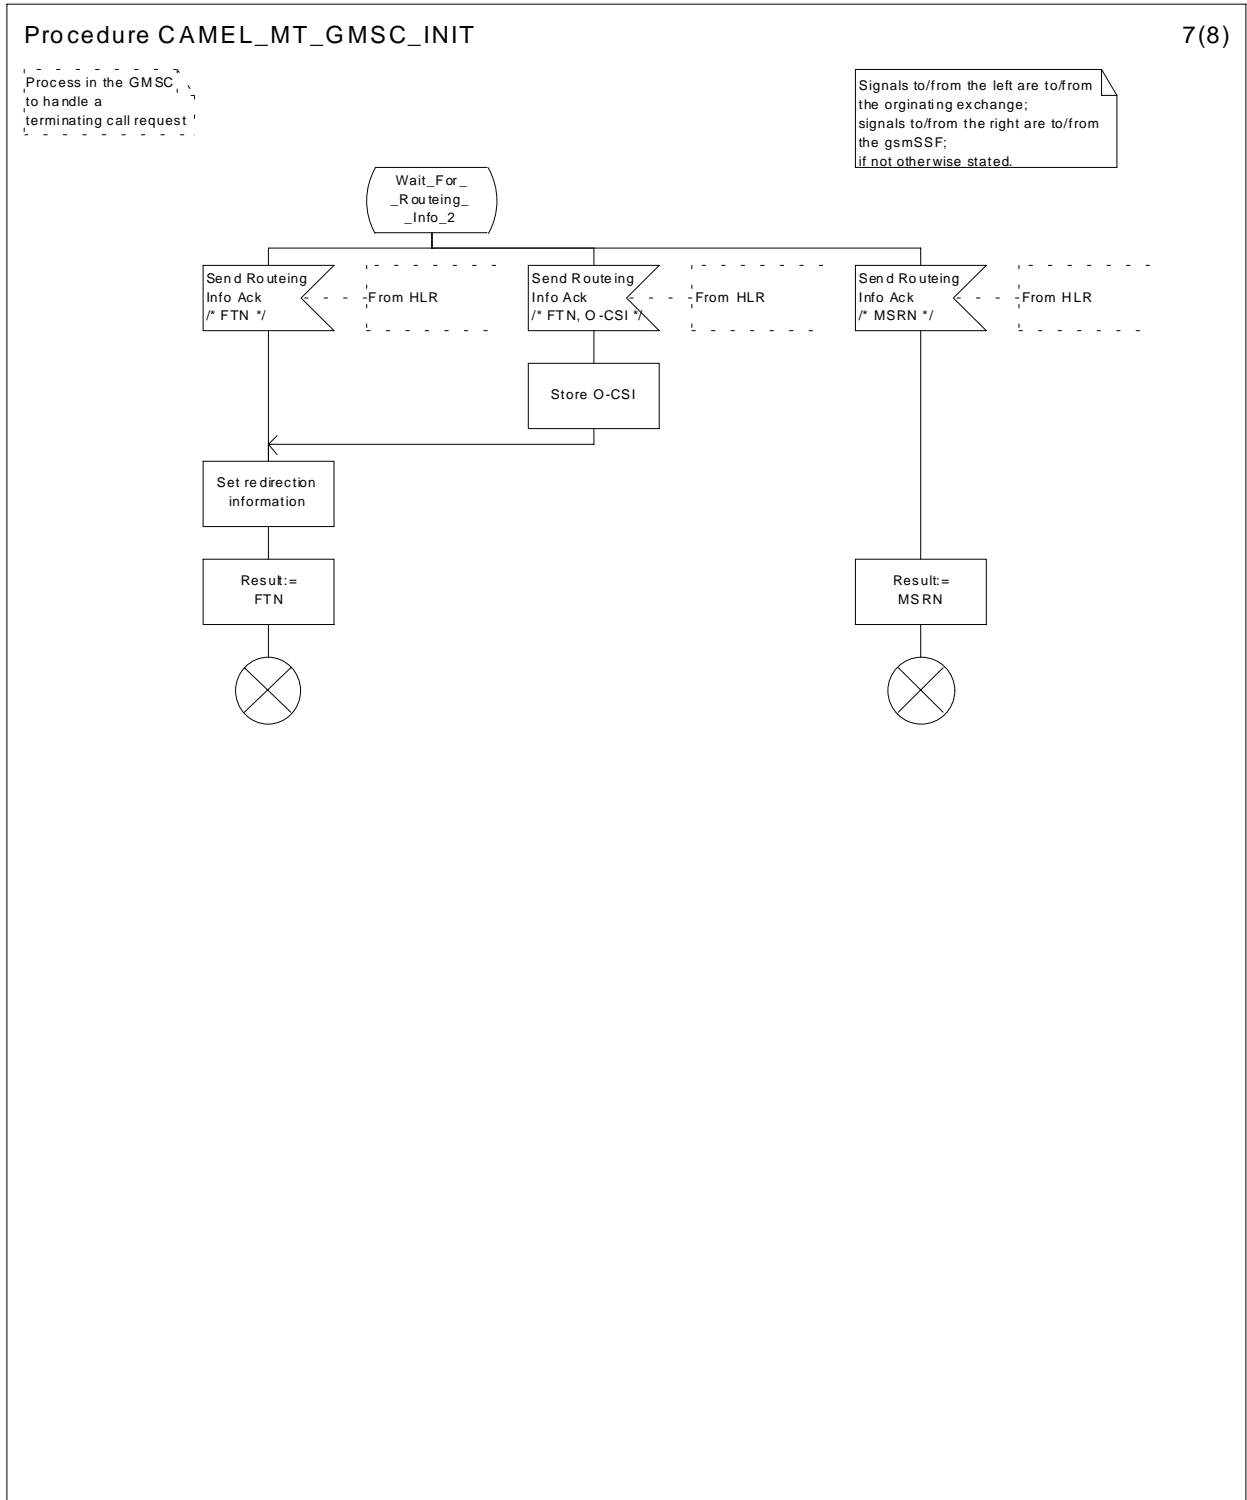 Procedure CAMEL_MT_GMSC_INIT
7(8)
Process in the GMSC
to handle a
terminating call request
Signals to/from the left are to/from
the orginating exchange;
signals to/from the right are to/from
the gsmSSF;
if not otherwise stated.
Wait_For_
_Routeing_
_Info_2
Send Routeing
Info Ack
/* FTN */
From HLR
Send Routeing
Info Ack
/* FTN, O-CSI */
From HLR
Send Routeing
Info Ack
/* MSRN */
From HLR
Store O-CSI
Set redirection
information
Result:=
FTN
Result:=
MSRN